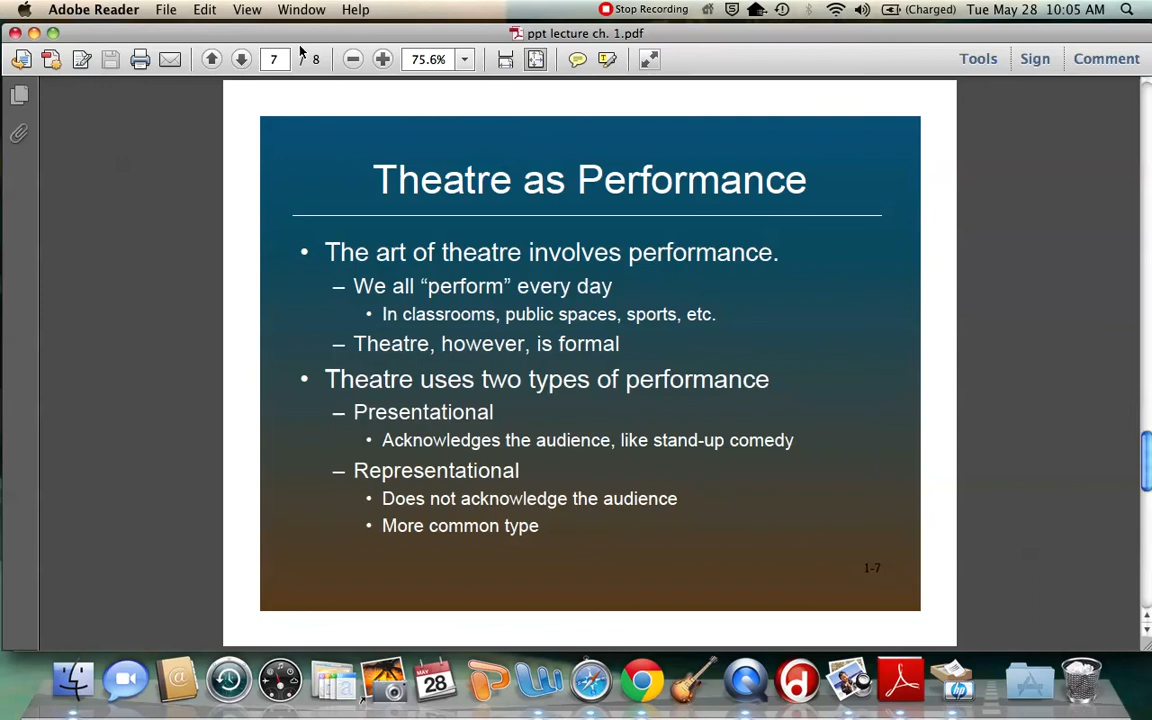 Adobe Reader File Edit View Window Help Stop Recording (Charged) Tue May 28 10:05 AM
ppt lecture ch. 1.pdf
7 / 8 75.6% Tools Sign Comment
Theatre as Performance
• The art of theatre involves performance.
– We all “perform” every day
• In classrooms, public spaces, sports, etc.
– Theatre, however, is formal
• Theatre uses two types of performance
– Presentational
• Acknowledges the audience, like stand-up comedy
– Representational
• Does not acknowledge the audience
• More common type
1-7
MAY
28
hp